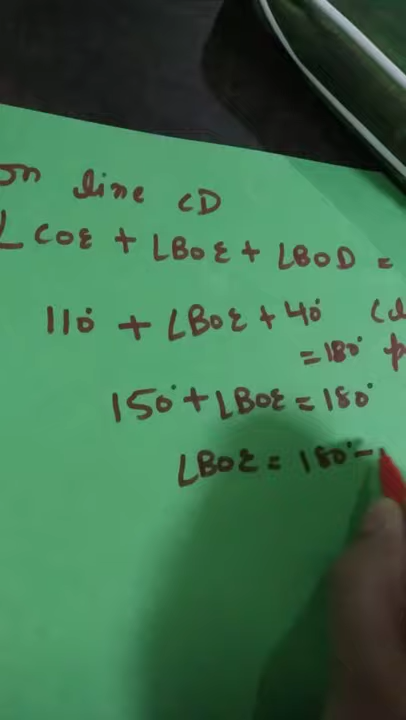 On line CD
∠COE + ∠BOE + ∠BOD =
110° + ∠BOE + 40°
= 180°
150° + ∠BOE = 180°
∠BOE = 180° -